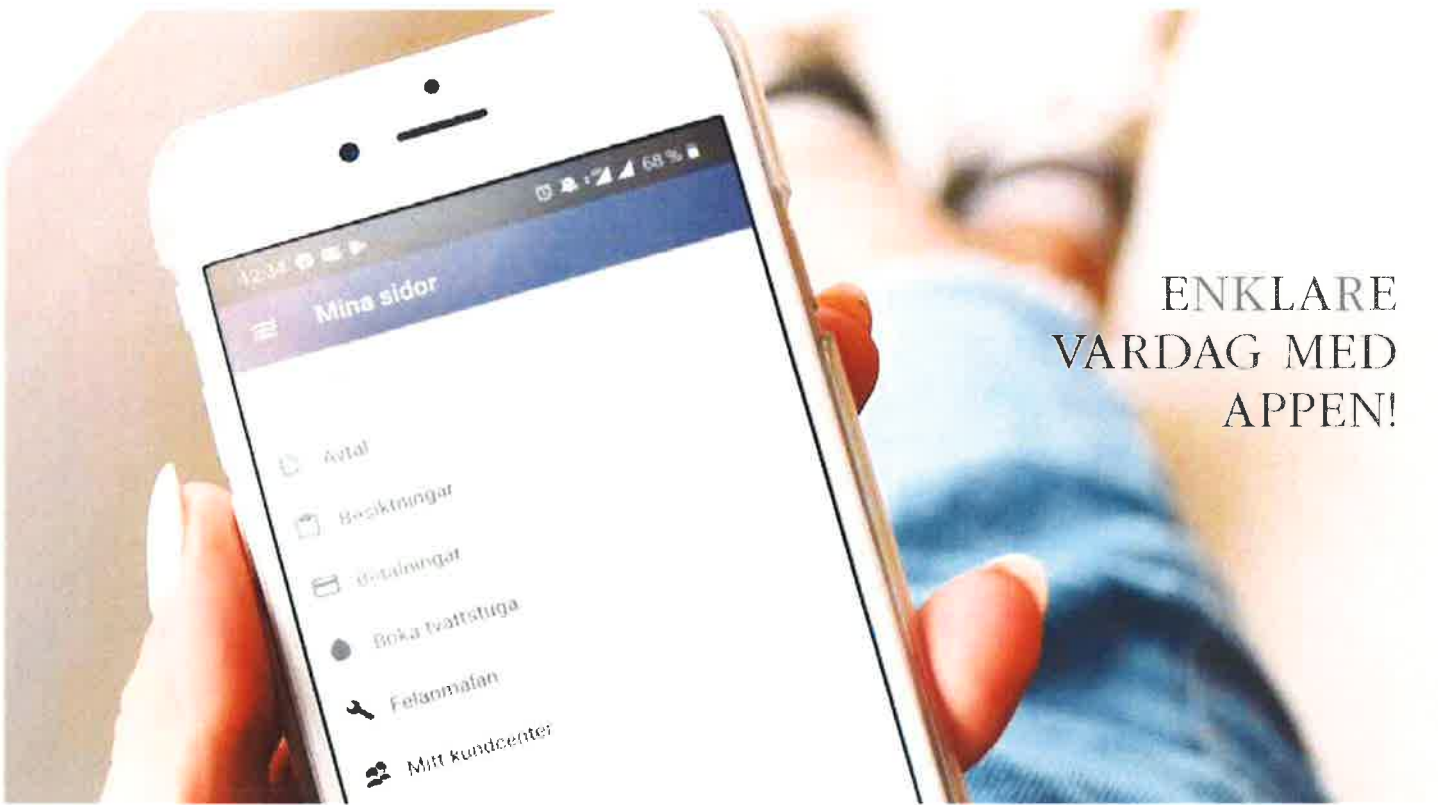 12:34
68 %
Mina sidor
Avtal
Besiktningar
Betalningar
Boka tvättstuga
Felanmälan
Mitt kundcenter
ENKLARE
VARDAG MED
APPEN!